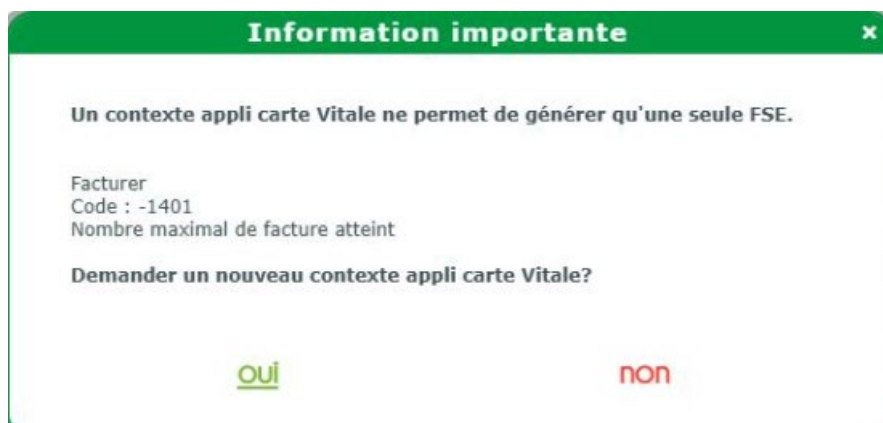 Information importante ×
Un contexte appli carte Vitale ne permet de générer qu'une seule FSE.
Facturer
Code : -1401
Nombre maximal de facture atteint
Demander un nouveau contexte appli carte Vitale?
oui non